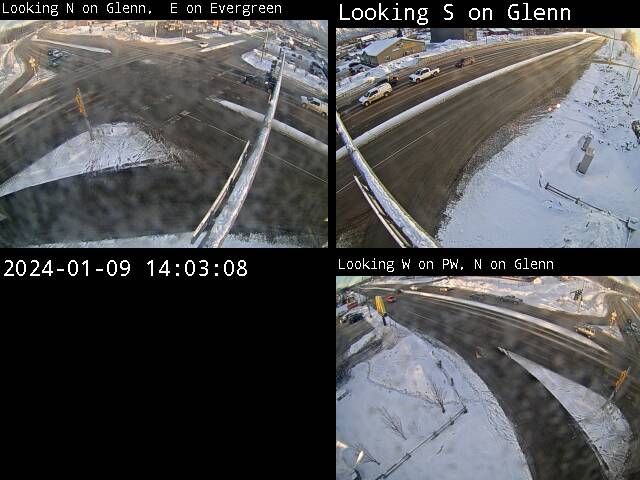 Looking N on Glenn,  E on Evergreen
Looking S on Glenn
2024-01-09 14:03:08
Looking W on PW, N on Glenn